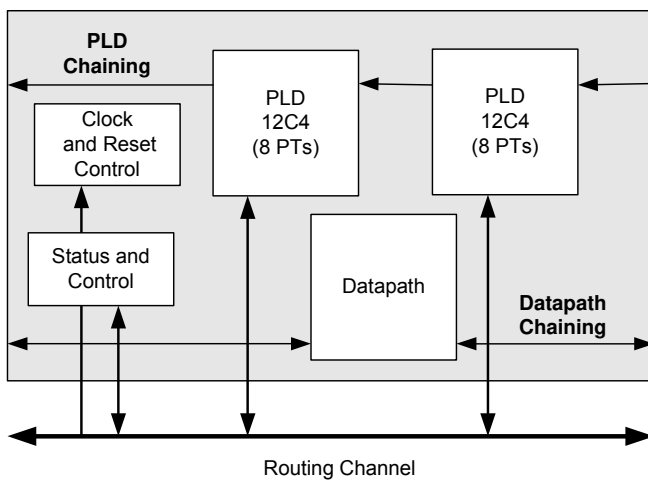 PLD
Chaining
PLD
12C4
(8 PTs)
PLD
12C4
(8 PTs)
Clock
and Reset
Control
Status and
Control
Datapath
Datapath
Chaining
Routing Channel